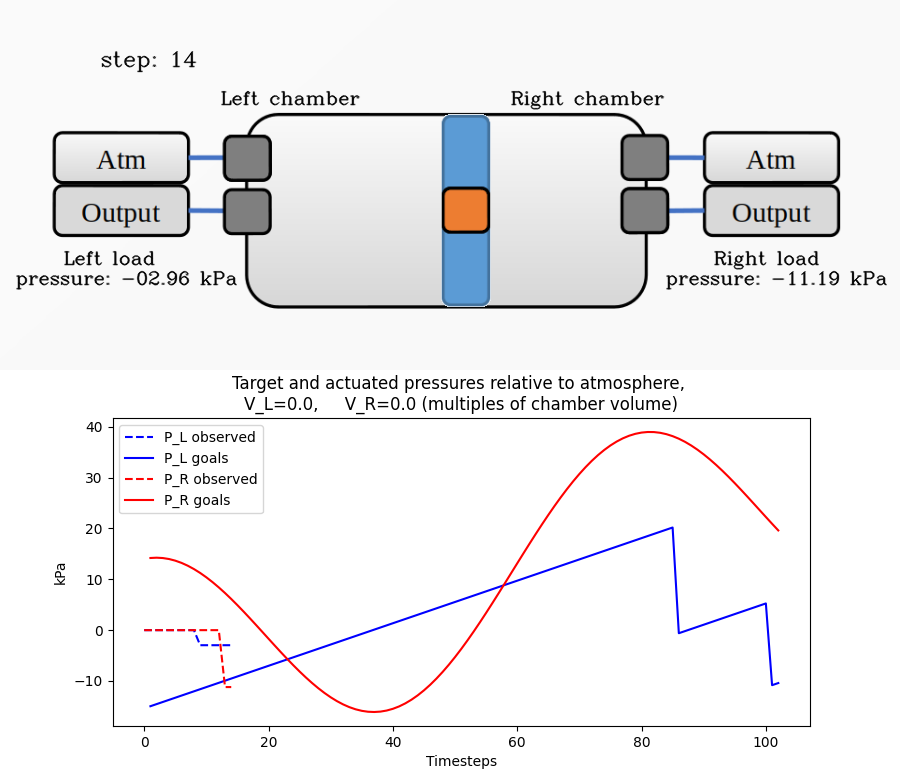 step: 14
Left chamber
Right chamber
Atm
Atm
Output
Output
Left load
pressure: -02.96 kPa
Right load
pressure: -11.19 kPa
Target and actuated pressures relative to atmosphere,
V_L=0.0,     V_R=0.0 (multiples of chamber volume)
P_L observed
P_L goals
P_R observed
P_R goals
kPa
40
30
20
10
0
−10
0
20
40
60
80
100
Timesteps